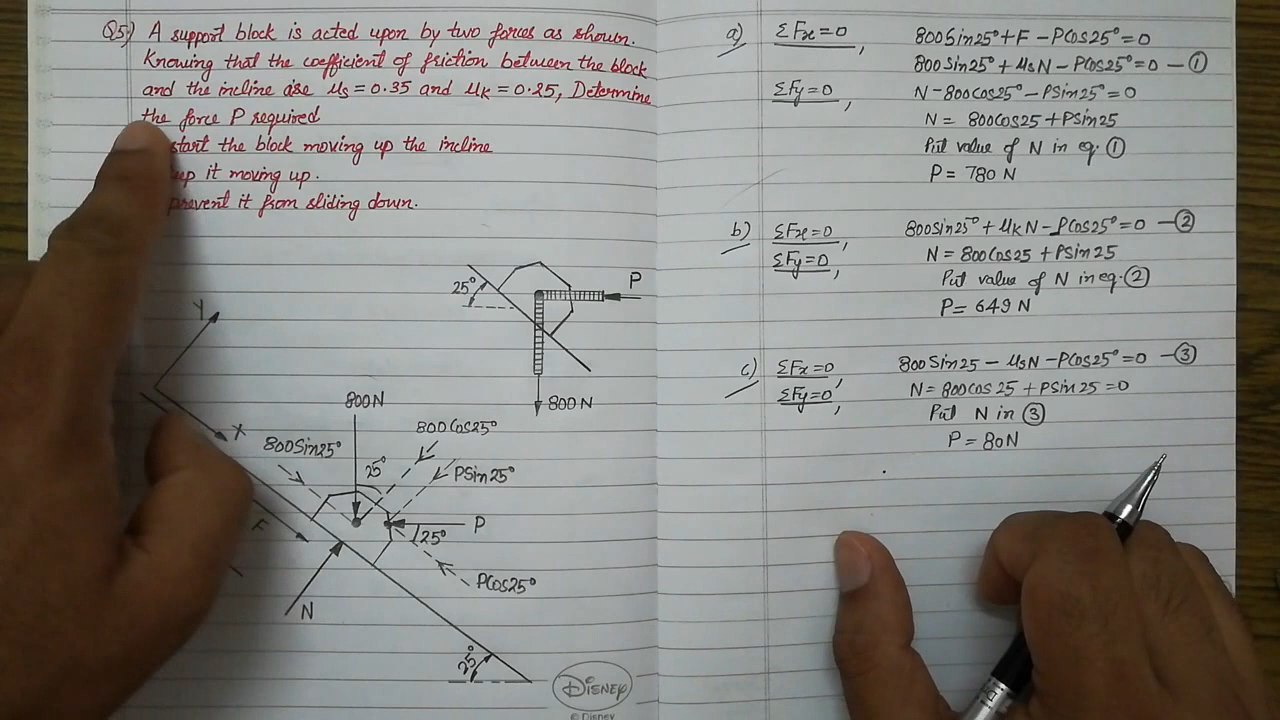 Q5) A support block is acted upon by two forces as shown.
Knowing that the coefficient of friction between the block
and the incline are μs = 0.35 and μK = 0.25, Determine
the force P required
start the block moving up the incline
it moving up.
prevent it from sliding down.
25°
P
800N
Y
X
800N
800Sin25°
25°
800Cos25°
PSin25°
P
25°
PCos25°
F
N
25°
DISNEY
© Disney
a) ΣFx=0, 800Sin25°+F-PCos25°=0
800Sin25°+μsN-PCos25°=0 — ①
ΣFy=0, N-800Cos25°-PSin25°=0
N= 800Cos25+PSin25
Put value of N in eq. ①
P= 780 N
b) ΣFx=0, 800Sin25°+μKN-PCos25°=0 —②
ΣFy=0, N=800Cos25+PSin25
Put value of N in eq.②
P= 649 N
c) ΣFx=0, 800Sin25-μsN-PCos25°=0 —③
ΣFy=0, N=800Cos25+PSin25=0
Put N in ③
P=80N